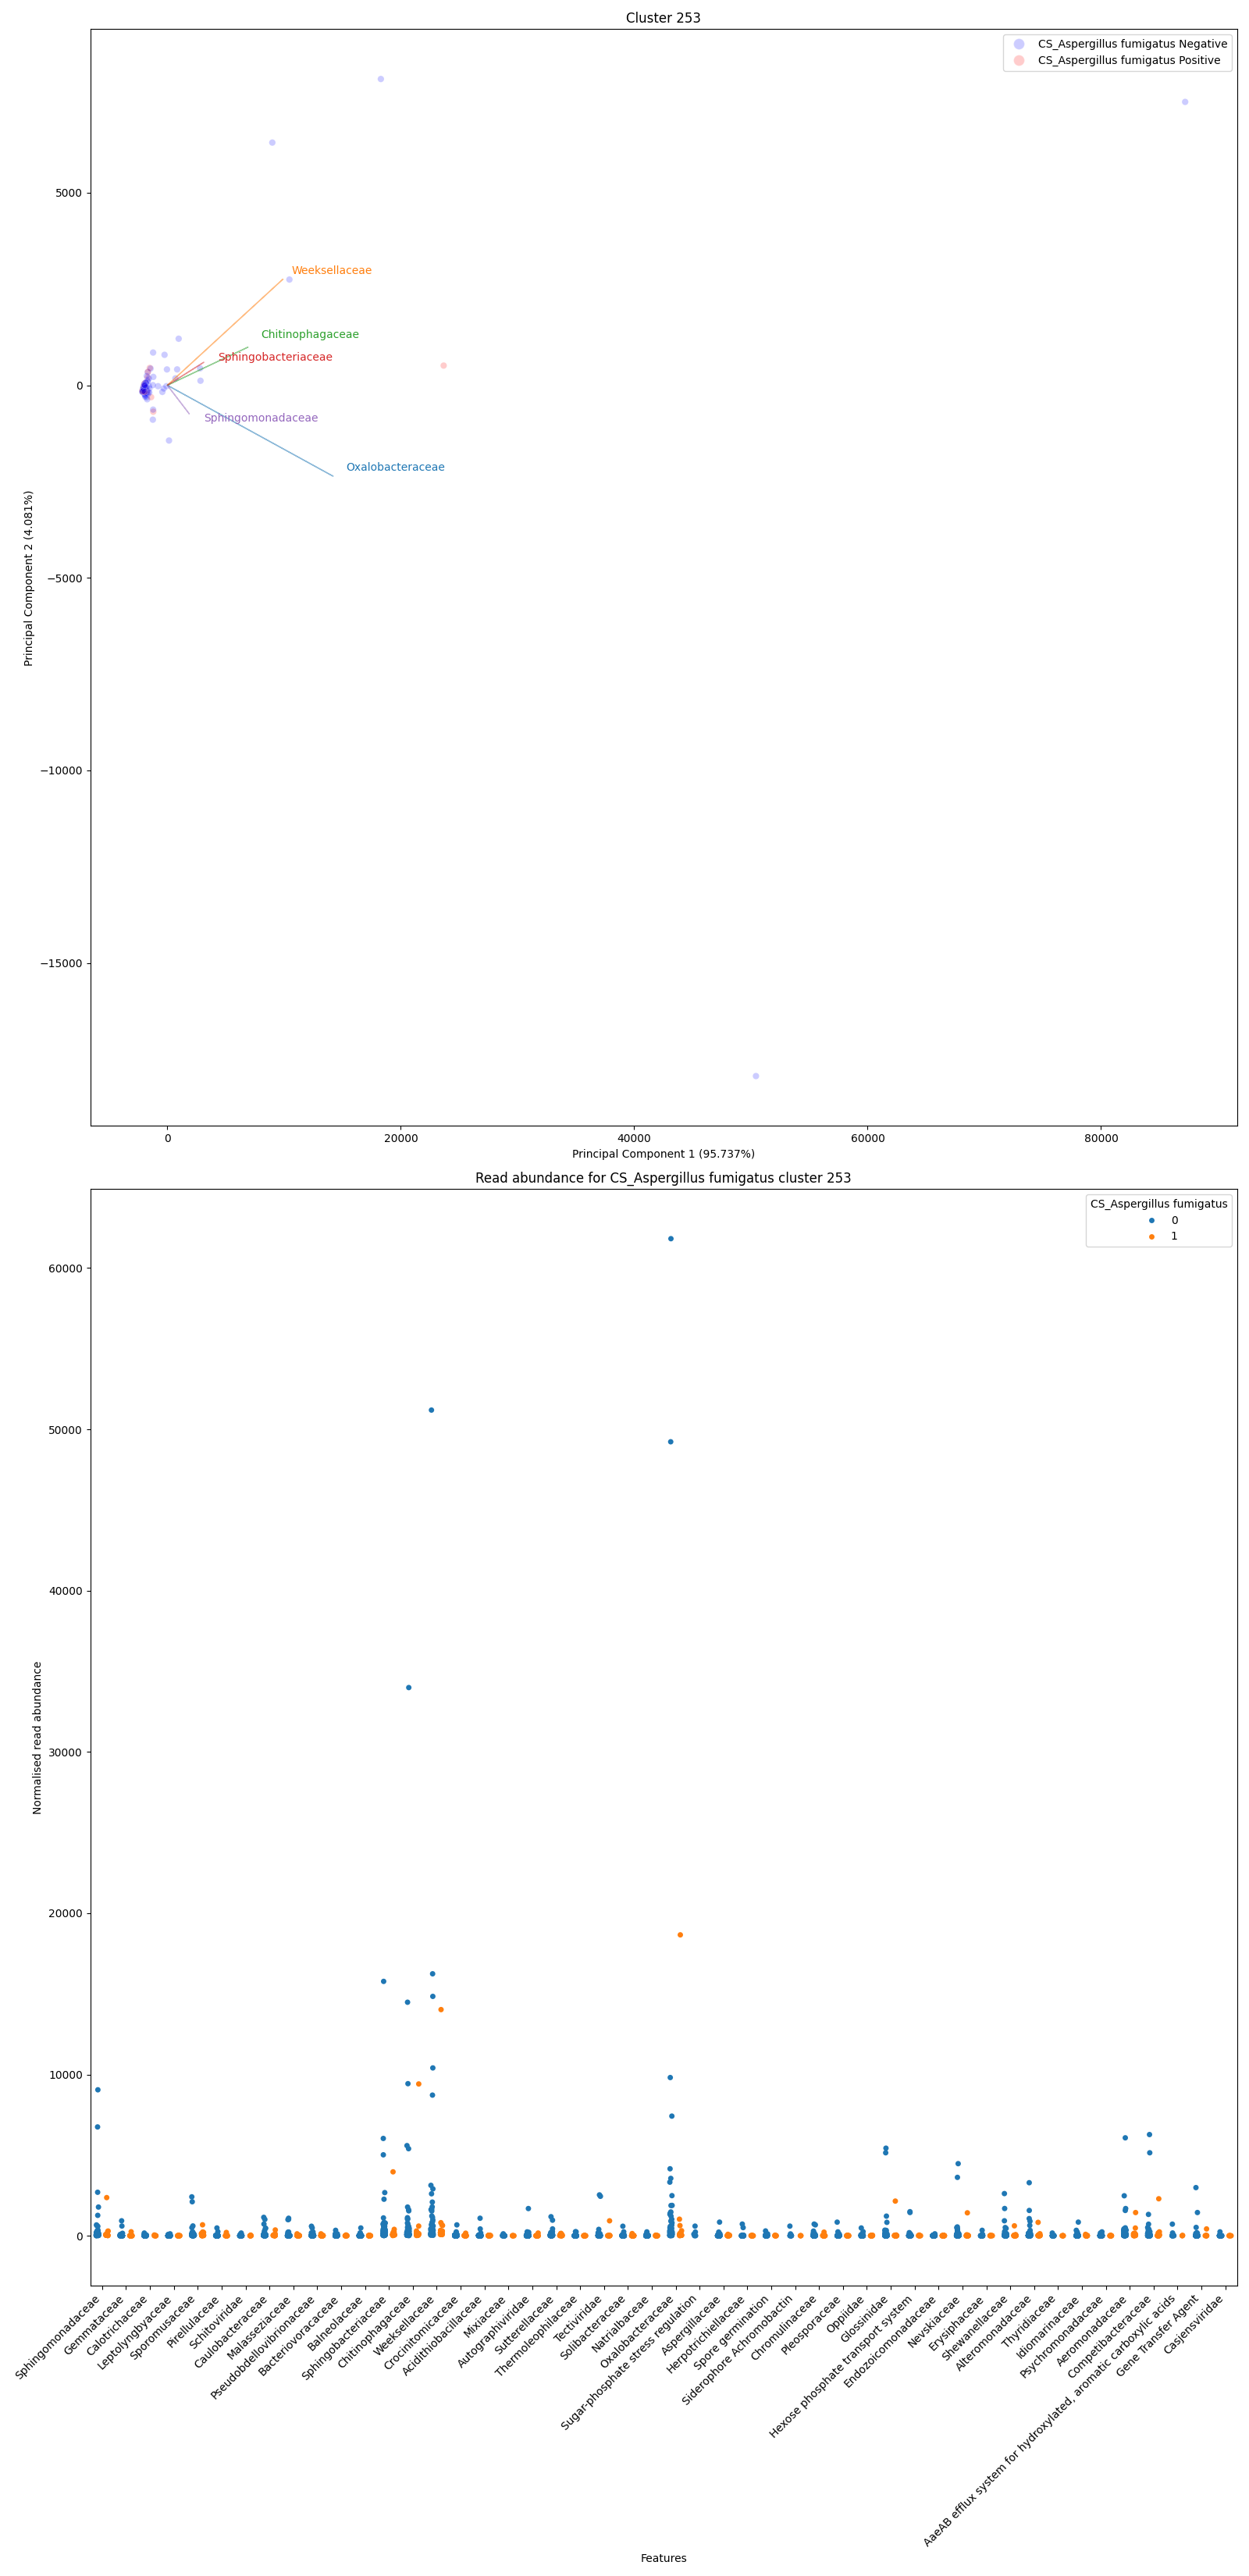 Cluster 253
CS_Aspergillus fumigatus Negative
CS_Aspergillus fumigatus Positive
5000
0
−5000
−10000
−15000
Principal Component 2 (4.081%)
Weeksellaceae
Chitinophagaceae
Sphingobacteriaceae
Sphingomonadaceae
Oxalobacteraceae
0
20000
40000
60000
80000
Principal Component 1 (95.737%)
Read abundance for CS_Aspergillus fumigatus cluster 253
CS_Aspergillus fumigatus
0
1
60000
50000
40000
30000
20000
10000
0
Normalised read abundance
Sphingomonadaceae
Gemmataceae
Calotrichaceae
Leptolyngbyaceae
Sporomusaceae
Pirellulaceae
Schitoviridae
Caulobacteraceae
Malasseziaceae
Pseudobdellovibrionaceae
Bacteriovoracaceae
Balneolaceae
Sphingobacteriaceae
Chitinophagaceae
Weeksellaceae
Crocinitomicaceae
Acidithiobacillaceae
Mixiaceae
Autographiviridae
Sutterellaceae
Thermoleophilaceae
Tectiviridae
Solibacteraceae
Natrialbaceae
Oxalobacteraceae
Sugar-phosphate stress regulation
Aspergillaceae
Herpotrichiellaceae
Spore germination
Siderophore Achromobactin
Chromulinaceae
Pleosporaceae
Opiidae
Glossinidae
Hexose phosphate transport system
Endozoicomonadaceae
Nevskiaceae
Erysiphaceae
Shewanellaceae
Alteromonadaceae
Thyridiaceae
Idiomarinaceae
Psychromonadaceae
Aeromonadaceae
Competibacteraceae
AaeAB efflux system for hydroxylated, aromatic carboxylic acids
Gene Transfer Agent
Casjensviridae
Features